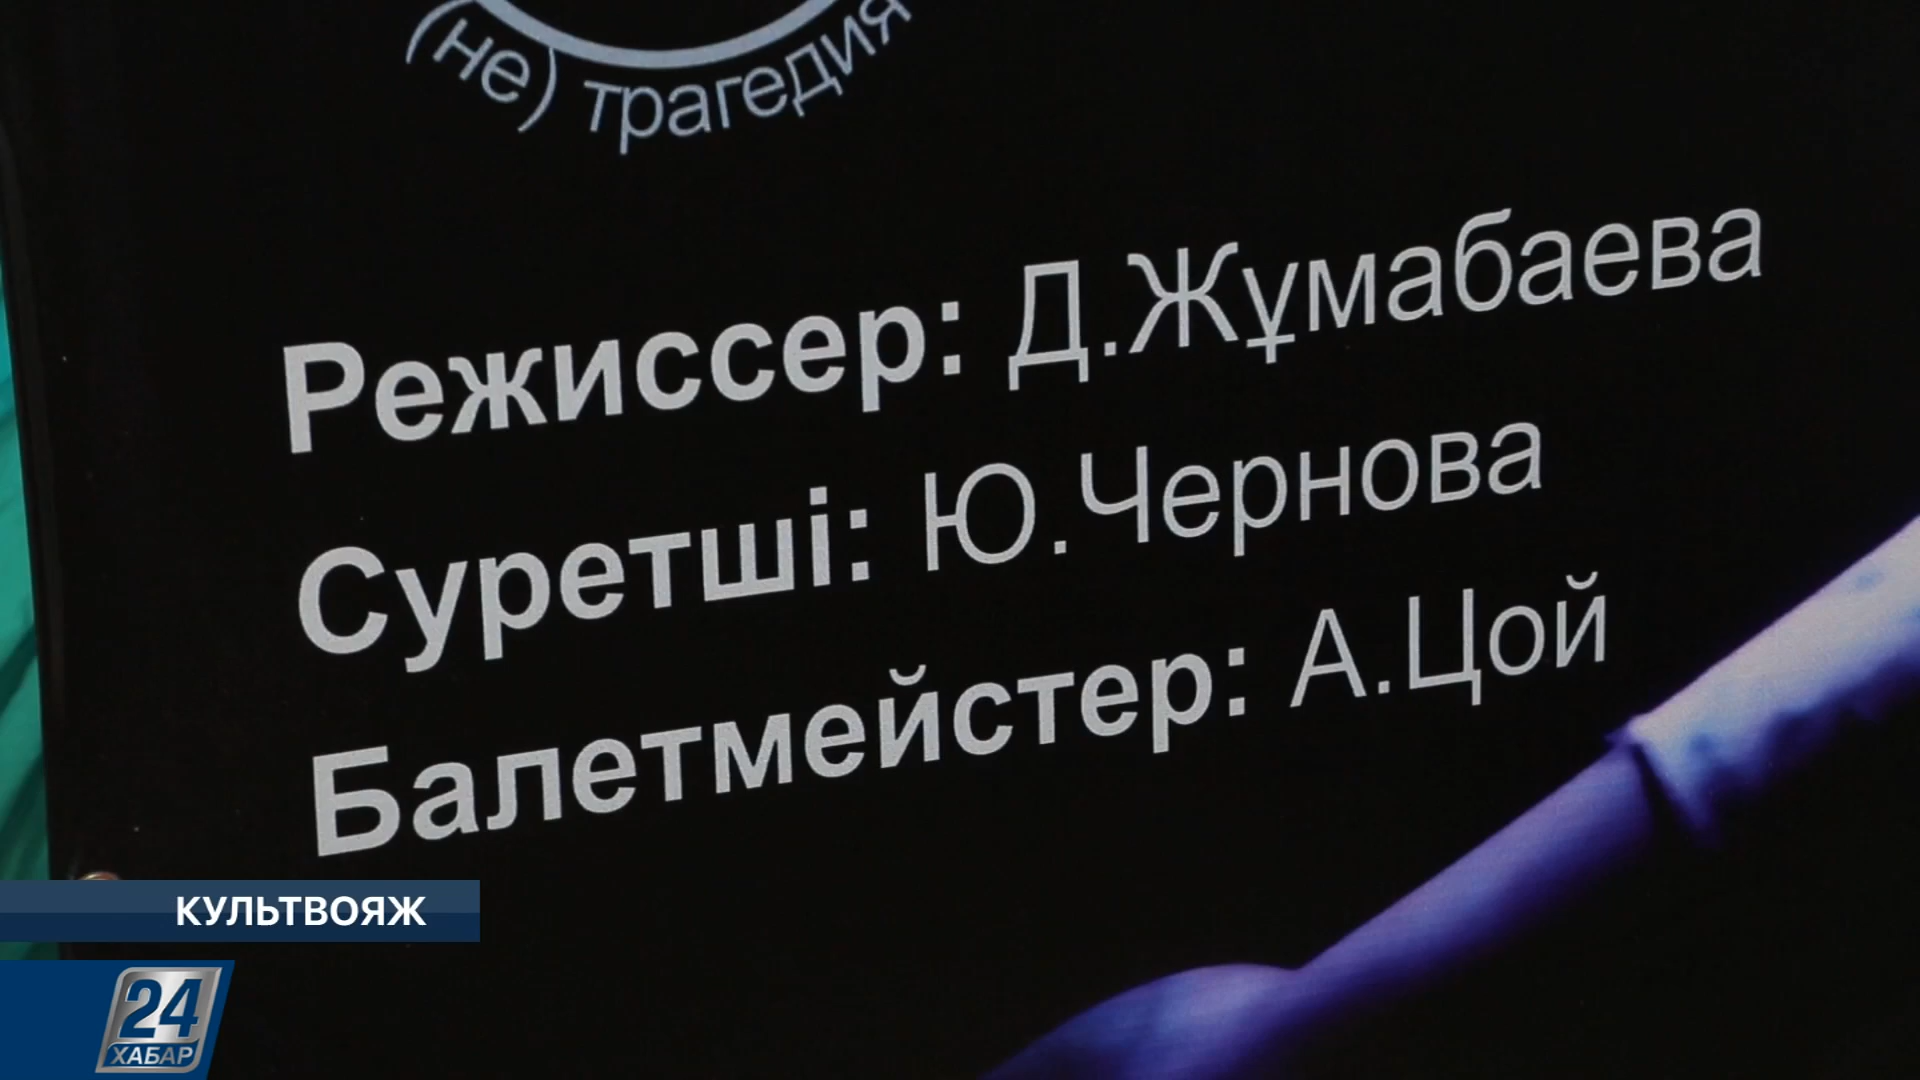 (не) трагедия
Режиссер: Д.Жұмабаева
Суретші: Ю.Чернова
Балетмейстер: А.Цой
КУЛЬТВОЯЖ
24
ХАБАР